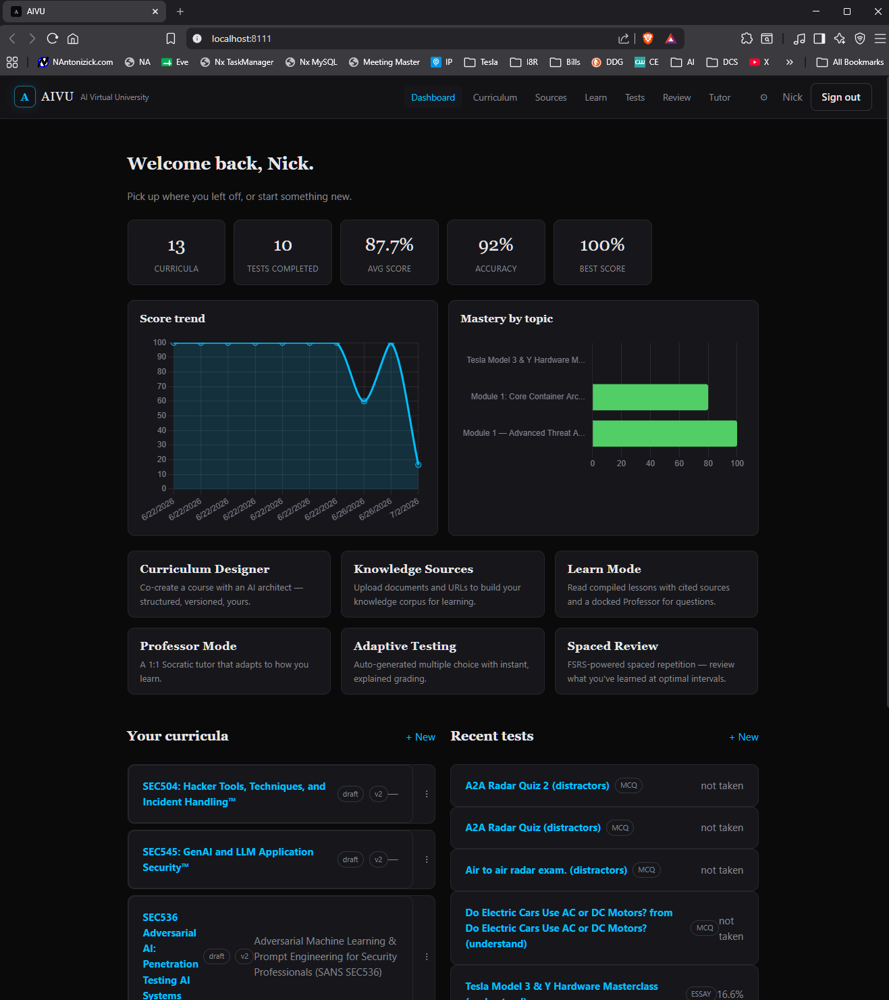 A AIVU
localhost:8111
NAntonizick.com NA Eve Nx TaskManager Nx MySQL Meeting Master IP Tesla I8R Bills DDG CE AI DCS X » All Bookmarks
A AIVU AI Virtual University Dashboard Curriculum Sources Learn Tests Review Tutor Nick Sign out
Welcome back, Nick.
Pick up where you left off, or start something new.
13
CURRICULA
10
TESTS COMPLETED
87.7%
AVG SCORE
92%
ACCURACY
100%
BEST SCORE
Score trend
100
90
80
70
60
50
40
30
20
10
0
6/22/2026 6/22/2026 6/22/2026 6/22/2026 6/22/2026 6/22/2026 6/22/2026 6/26/2026 6/26/2026 7/2/2026
Mastery by topic
Tesla Model 3 & Y Hardware M...
Module 1: Core Container Arc...
Module 1 — Advanced Threat A...
0 20 40 60 80 100
Curriculum Designer
Co-create a course with an AI architect —
structured, versioned, yours.
Knowledge Sources
Upload documents and URLs to build your
knowledge corpus for learning.
Learn Mode
Read compiled lessons with cited sources
and a docked Professor for questions.
Professor Mode
A 1:1 Socratic tutor that adapts to how you
learn.
Adaptive Testing
Auto-generated multiple choice with instant,
explained grading.
Spaced Review
FSRS-powered spaced repetition — review
what you've learned at optimal intervals.
Your curricula + New
SEC504: Hacker Tools, Techniques, and
Incident Handling™
draft v2 —
SEC545: GenAI and LLM Application
Security™
draft v2 —
SEC536
Adversarial
AI:
Penetration
Testing AI
Systems
draft v2
Adversarial Machine Learning &
Prompt Engineering for Security
Professionals (SANS SEC536)
Recent tests + New
A2A Radar Quiz 2 (distractors) MCQ not taken
A2A Radar Quiz (distractors) MCQ not taken
Air to air radar exam. (distractors) MCQ not taken
Do Electric Cars Use AC or DC Motors? from
Do Electric Cars Use AC or DC Motors?
(understand)
MCQ not
taken
Tesla Model 3 & Y Hardware Masterclass
ESSAY 16.6%